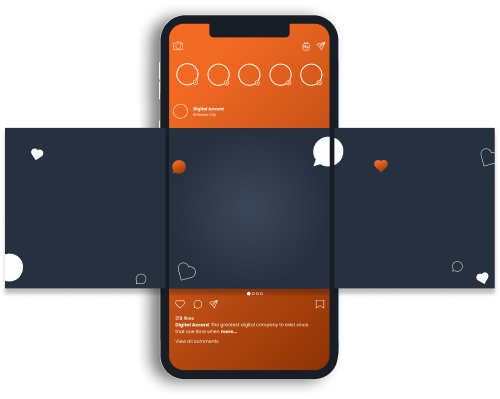 Digital Accord
Brisbane City
218 likes
Digital Accord The greatest digital company to exist since
that one time when more...
View all comments